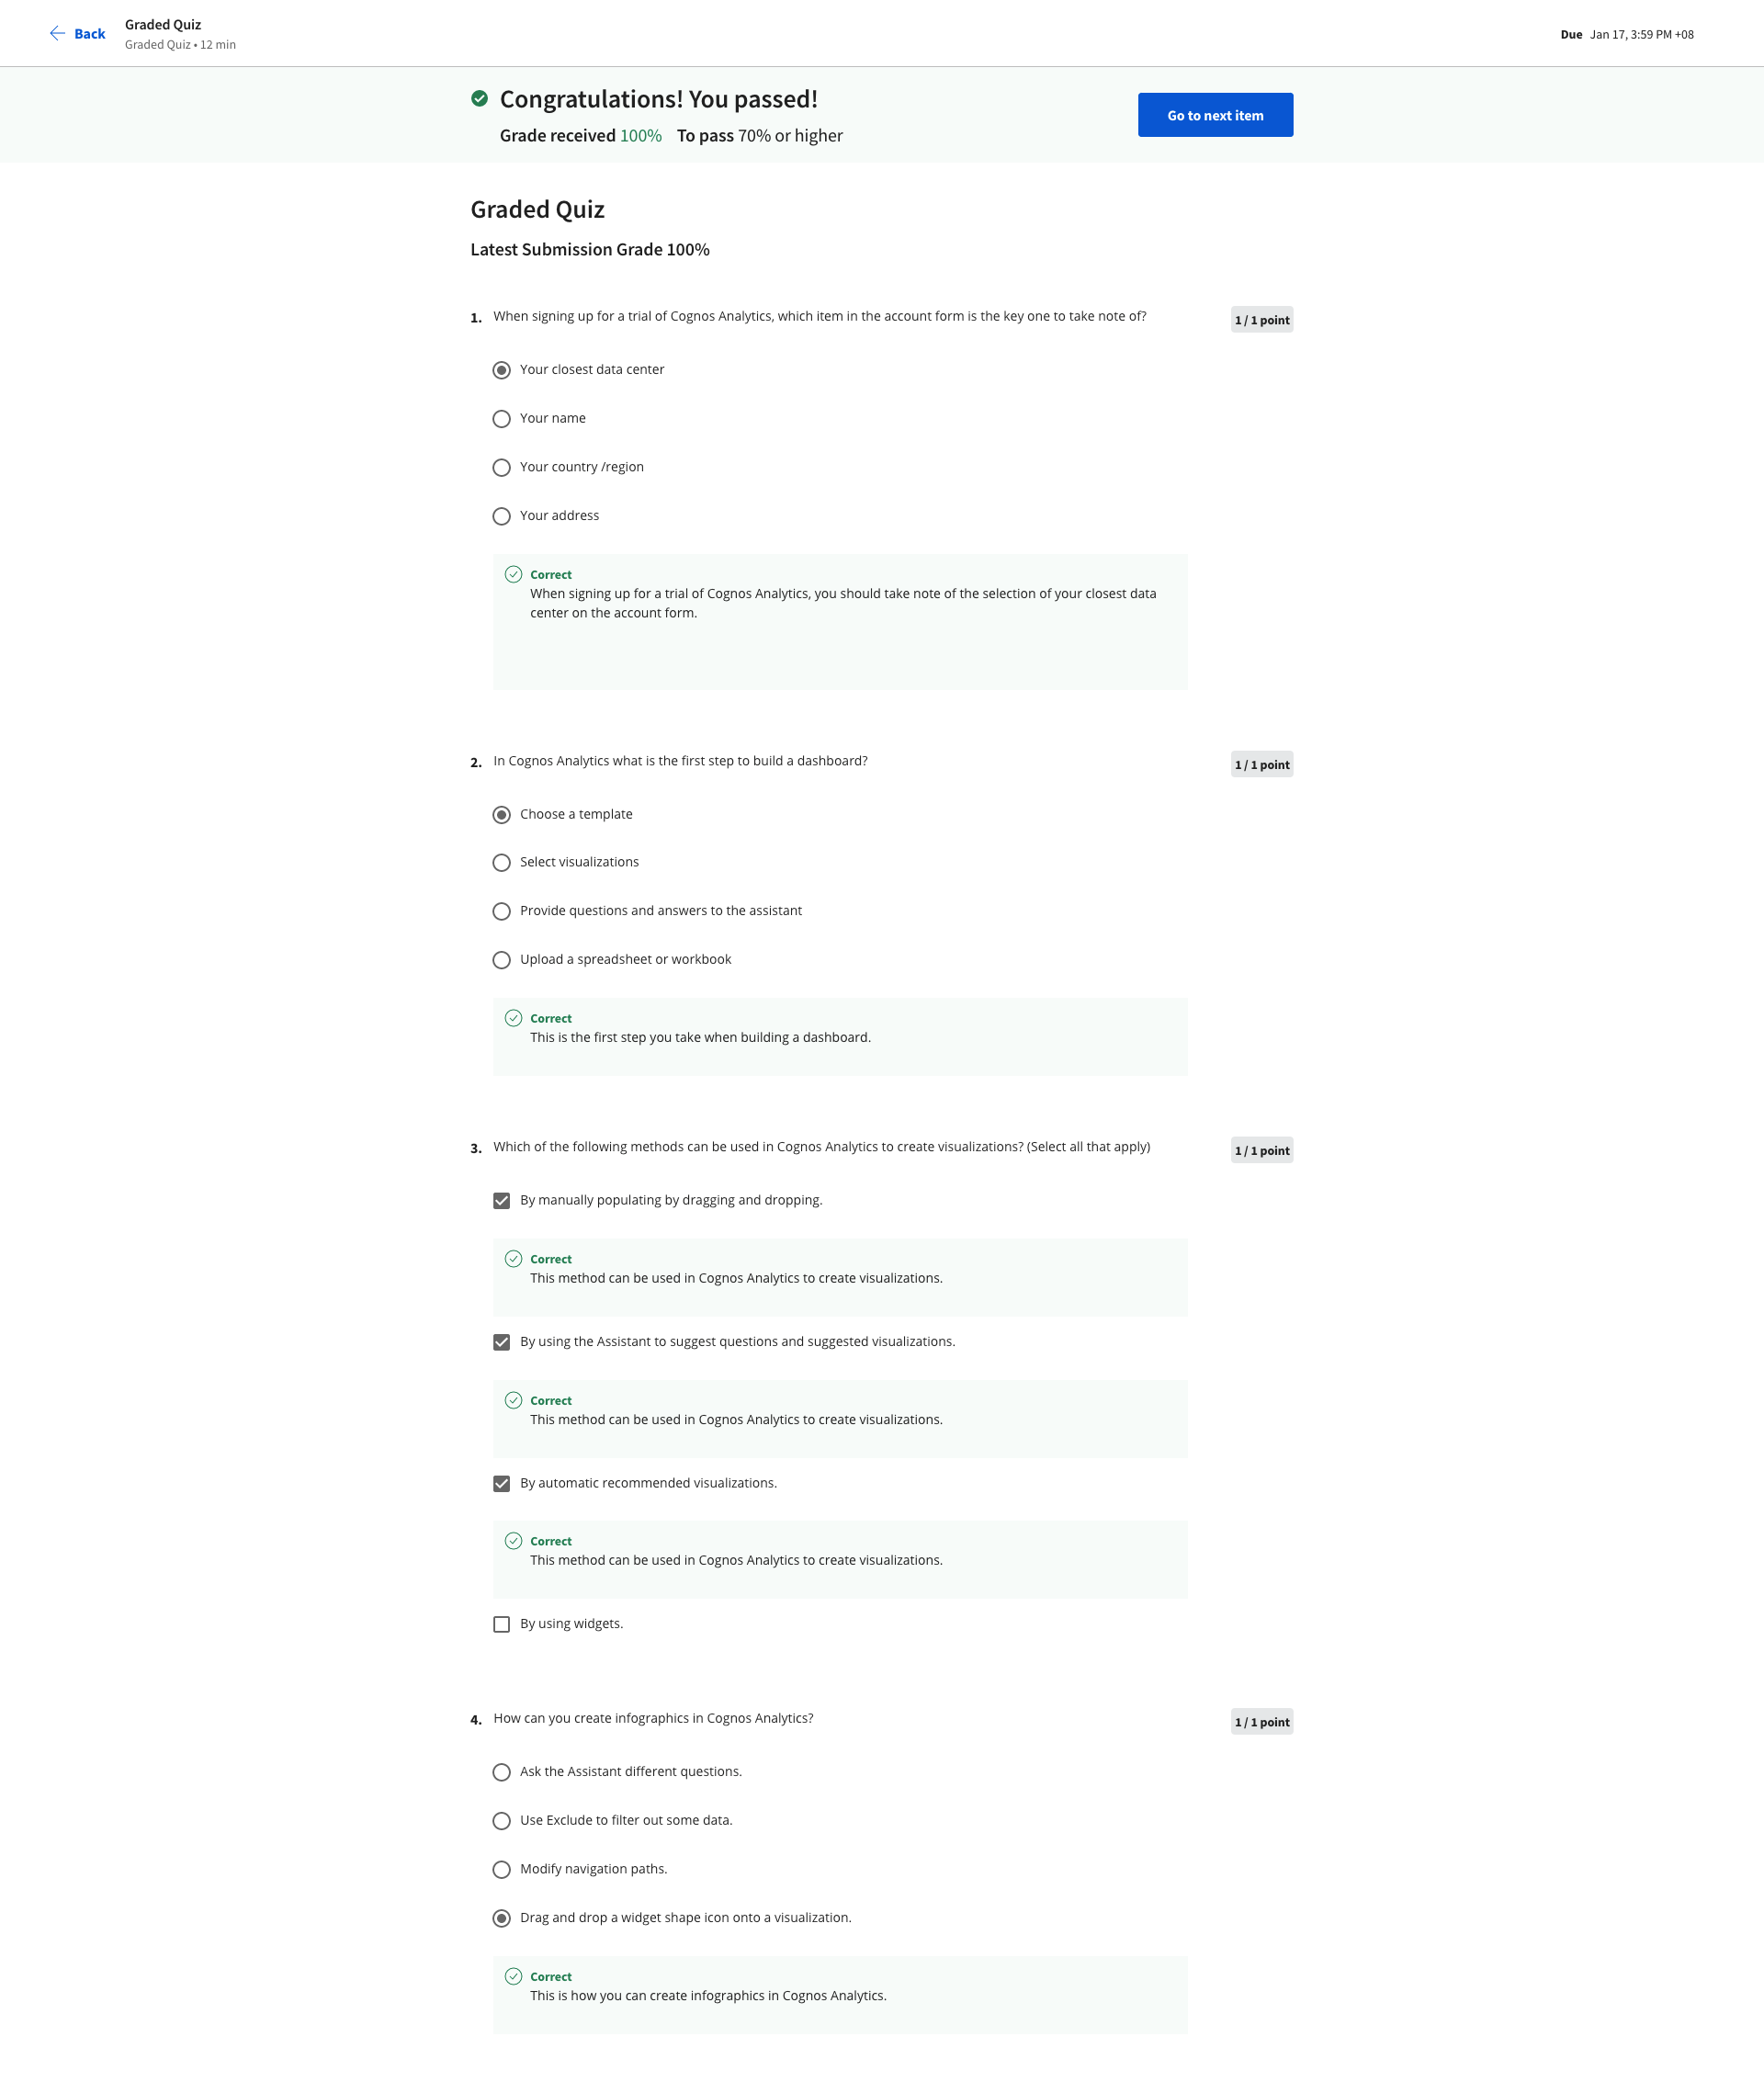 Back
Graded Quiz
Graded Quiz • 12 min
Due Jan 17, 3:59 PM +08
Congratulations! You passed!
Grade received 100% To pass 70% or higher
Go to next item
Graded Quiz
Latest Submission Grade 100%
1. When signing up for a trial of Cognos Analytics, which item in the account form is the key one to take note of?
1 / 1 point
Your closest data center
Your name
Your country /region
Your address
Correct
When signing up for a trial of Cognos Analytics, you should take note of the selection of your closest data
center on the account form.
2. In Cognos Analytics what is the first step to build a dashboard?
1 / 1 point
Choose a template
Select visualizations
Provide questions and answers to the assistant
Upload a spreadsheet or workbook
Correct
This is the first step you take when building a dashboard.
3. Which of the following methods can be used in Cognos Analytics to create visualizations? (Select all that apply)
1 / 1 point
By manually populating by dragging and dropping.
Correct
This method can be used in Cognos Analytics to create visualizations.
By using the Assistant to suggest questions and suggested visualizations.
Correct
This method can be used in Cognos Analytics to create visualizations.
By automatic recommended visualizations.
Correct
This method can be used in Cognos Analytics to create visualizations.
By using widgets.
4. How can you create infographics in Cognos Analytics?
1 / 1 point
Ask the Assistant different questions.
Use Exclude to filter out some data.
Modify navigation paths.
Drag and drop a widget shape icon onto a visualization.
Correct
This is how you can create infographics in Cognos Analytics.